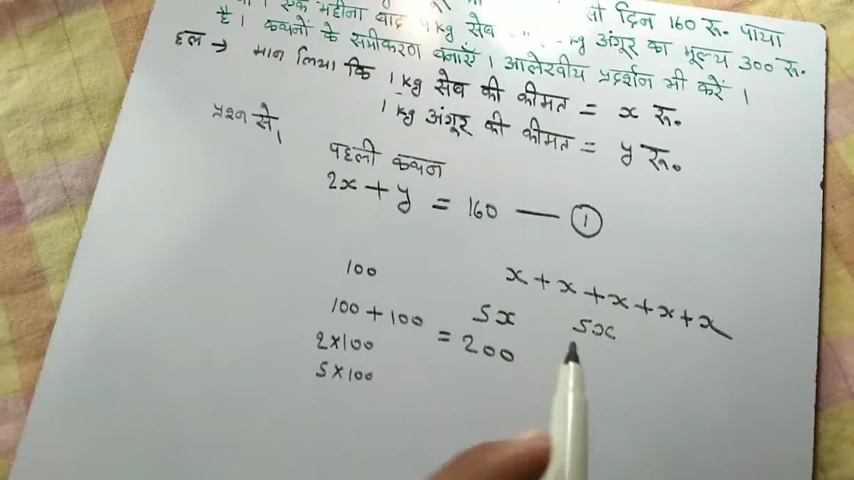 एक महीना बाद 4 kg सेब
तो दिन 160 रू. पाया
kg अंगूर का मूल्य 300 रू.
है। कथनों के समीकरण बनाएँ। आलेखीय प्रदर्शन भी करें ।
हल → मान लिया कि 1 kg सेब की कीमत = x रू.
1 kg अंगूर की कीमत = y रू.
प्रश्न से,
पहली कथन
2x + y = 160 — 1
100
x + x + x + x + x
100 + 100
5x
5x
2×100
= 200
5×100